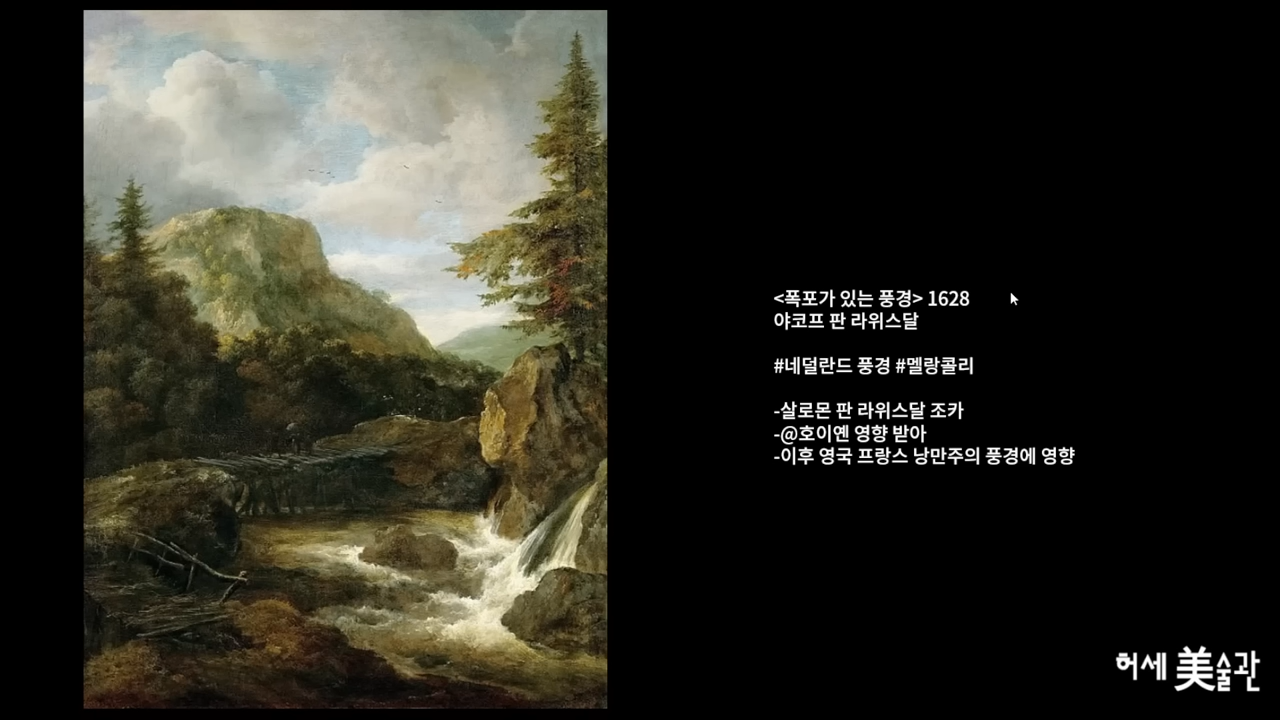 <폭포가 있는 풍경> 1628
야코프 판 라위스달
#네덜란드 풍경 #멜랑콜리
-살로몬 판 라위스달 조카
-@호이옌 영향 받아
-이후 영국 프랑스 낭만주의 풍경에 영향
허세 美술관